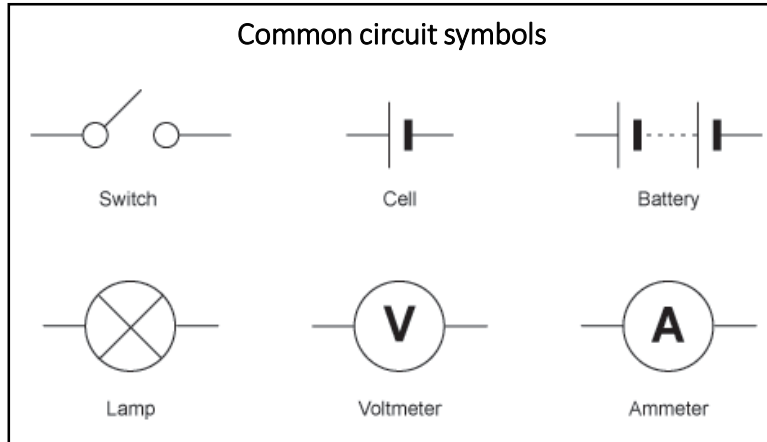 Common circuit symbols
Switch
Cell
Battery
V
A
Lamp
Voltmeter
Ammeter